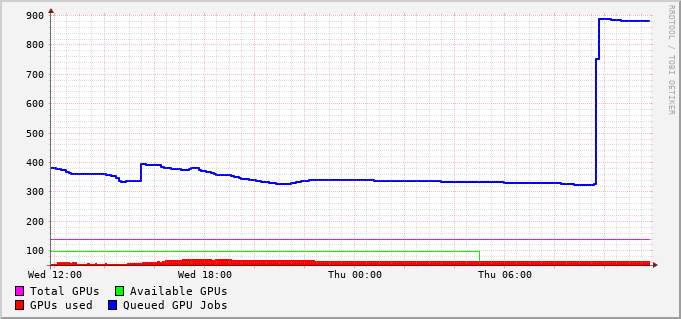 900
800
700
600
500
400
300
200
100
Wed 12:00 Wed 18:00 Thu 00:00 Thu 06:00
Total GPUs Available GPUs
GPUs used Queued GPU Jobs
RRDTOOL / TOBI OETIKER